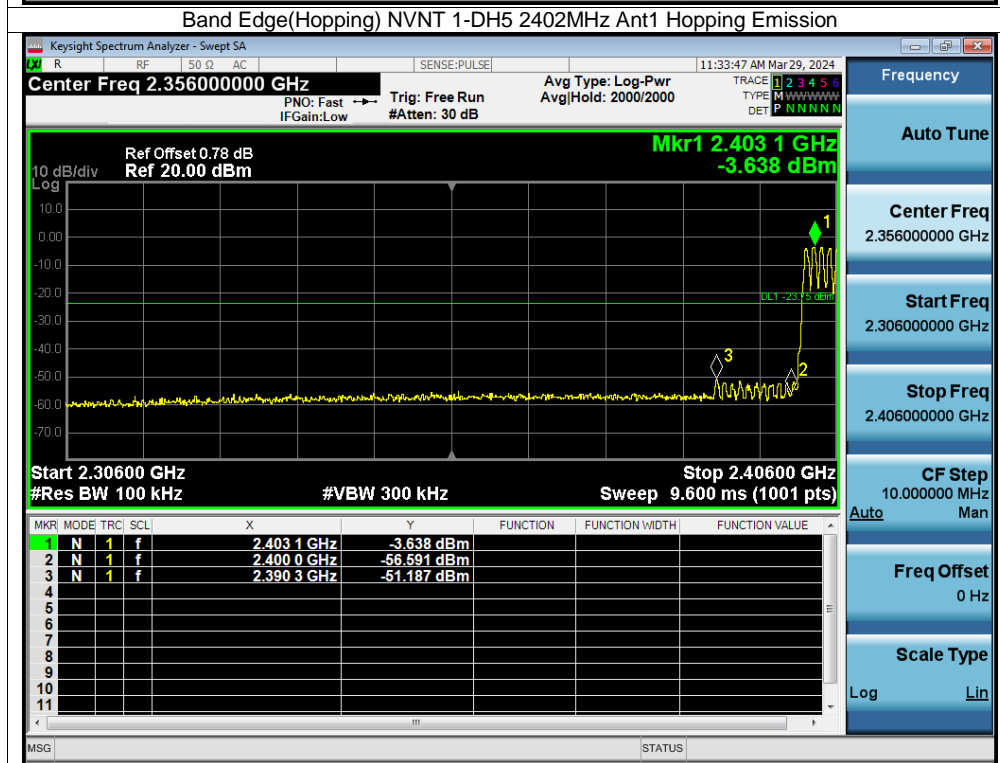 Band Edge(Hopping) NVNT 1-DH5 2402MHz Ant1 Hopping Emission
Keysight Spectrum Analyzer - Swept SA
LXI R RF 50 Ω AC SENSE:PULSE 11:33:47 AM Mar 29, 2024
Center Freq 2.356000000 GHz
PNO: Fast
IFGain:Low
Trig: Free Run
#Atten: 30 dB
Avg Type: Log-Pwr
Avg|Hold: 2000/2000
TRACE 1 2 3 4 5 6
TYPE M WWWWW
DET P N N N N N
Ref Offset 0.78 dB
10 dB/div Ref 20.00 dBm
Log
Mkr1 2.403 1 GHz
-3.638 dBm
10.0
0.00
-10.0
-20.0
-30.0
-40.0
-50.0
-60.0
-70.0
1
DL1 -23.75 dBm
3
2
Start 2.30600 GHz Stop 2.40600 GHz
#Res BW 100 kHz #VBW 300 kHz Sweep 9.600 ms (1001 pts)
MKR MODE TRC SCL X Y FUNCTION FUNCTION WIDTH FUNCTION VALUE
1 N 1 f 2.403 1 GHz -3.638 dBm
2 N 1 f 2.400 0 GHz -56.591 dBm
3 N 1 f 2.390 3 GHz -51.187 dBm
4
5
6
7
8
9
10
11
MSG STATUS
Frequency
Auto Tune
Center Freq
2.356000000 GHz
Start Freq
2.306000000 GHz
Stop Freq
2.406000000 GHz
CF Step
10.000000 MHz
Auto Man
Freq Offset
0 Hz
Scale Type
Log Lin